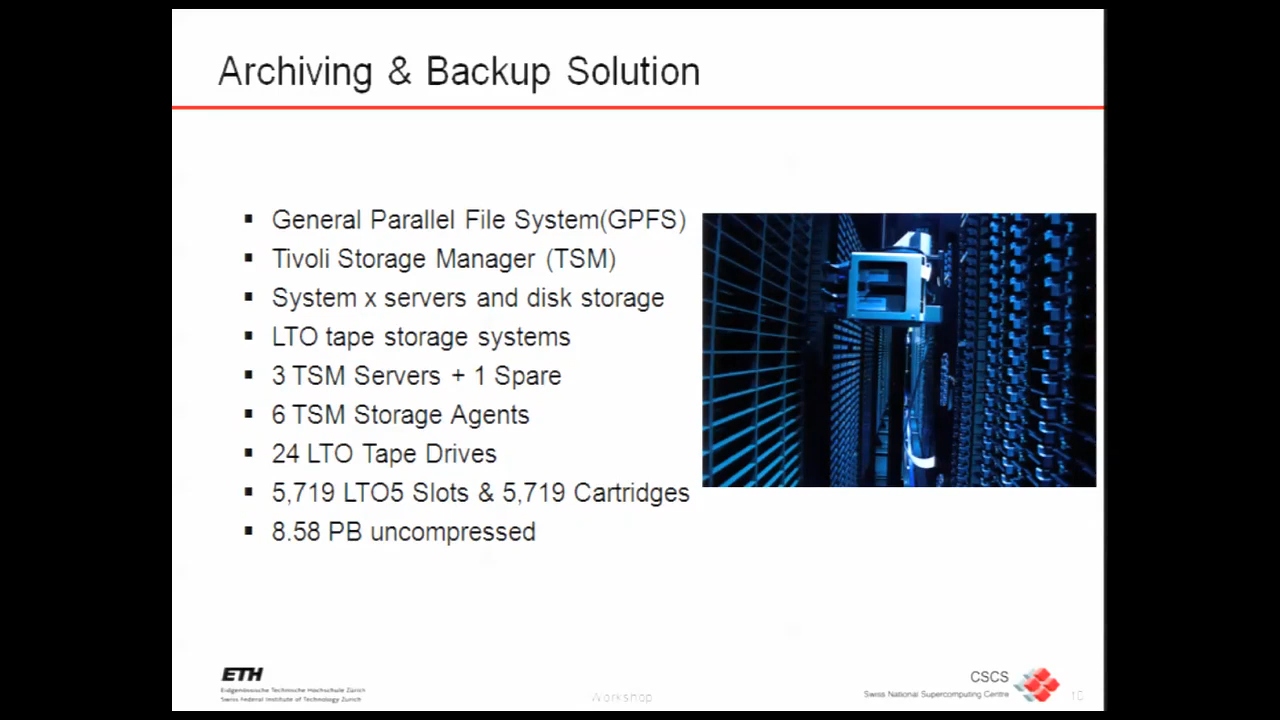 Archiving & Backup Solution
▪ General Parallel File System(GPFS)
▪ Tivoli Storage Manager (TSM)
▪ System x servers and disk storage
▪ LTO tape storage systems
▪ 3 TSM Servers + 1 Spare
▪ 6 TSM Storage Agents
▪ 24 LTO Tape Drives
▪ 5,719 LTO5 Slots & 5,719 Cartridges
▪ 8.58 PB uncompressed
ETH
Eidgenössische Technische Hochschule Zürich
Swiss Federal Institute of Technology Zurich
Workshop
CSCS
Swiss National Supercomputing Centre
10